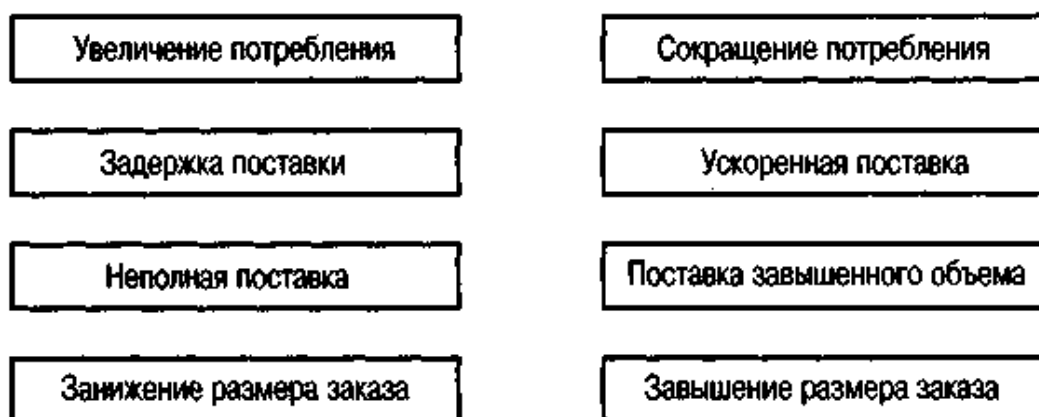 Увеличение потребления
Сокращение потребления
Задержка поставки
Ускоренная поставка
Неполная поставка
Поставка завышенного объема
Занижение размера заказа
Завышение размера заказа